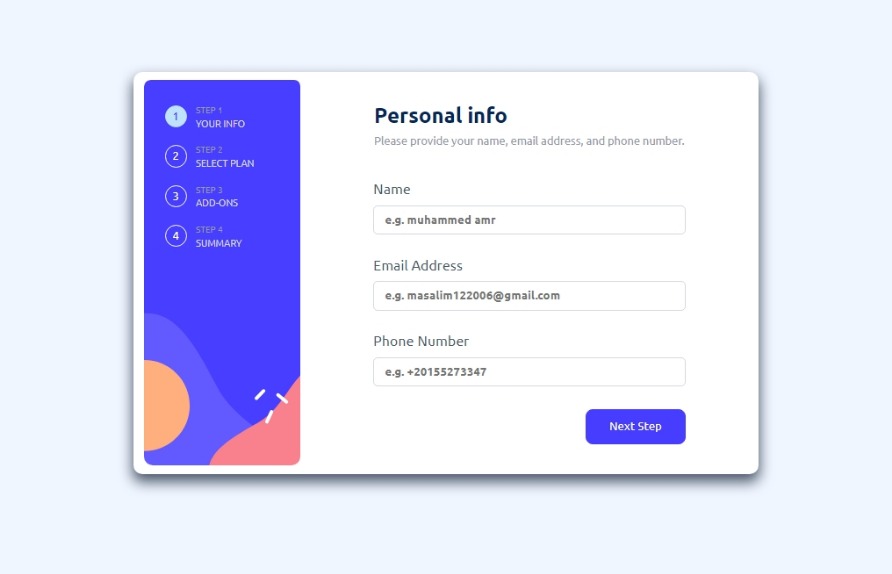 1
STEP 1
YOUR INFO
2
STEP 2
SELECT PLAN
3
STEP 3
ADD-ONS
4
STEP 4
SUMMARY
Personal info
Please provide your name, email address, and phone number.
Name
e.g. muhammed amr
Email Address
e.g. masalim122006@gmail.com
Phone Number
e.g. +20155273347
Next Step